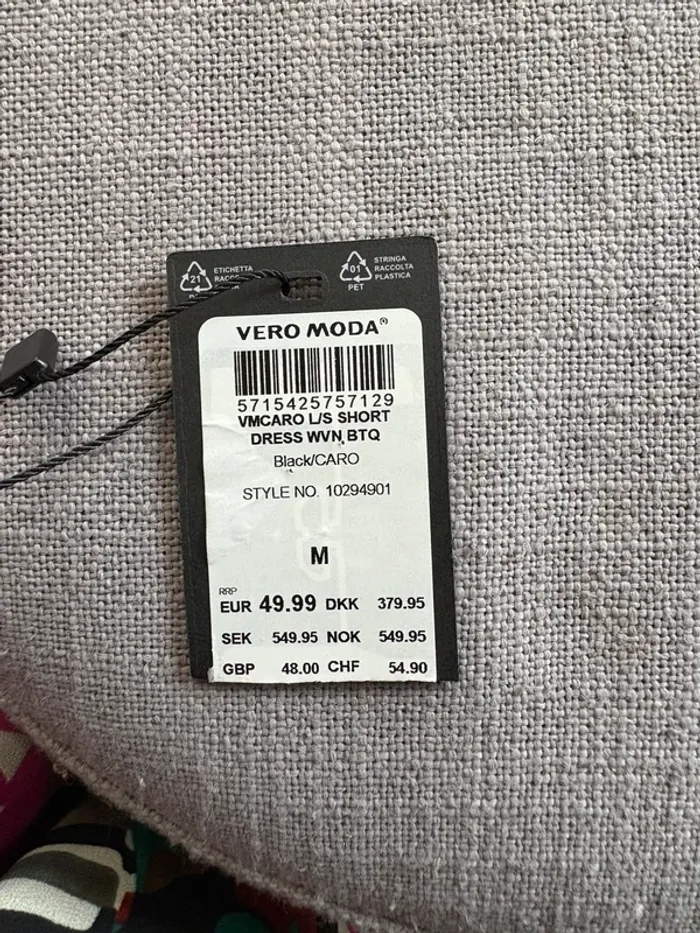 21
ETICHETTA
01
PET
STRINGA
RACCOLTA
PLASTICA
VERO MODA®
5715425757129
VMCARO L/S SHORT
DRESS WVN BTQ
Black/CARO
STYLE NO. 10294901
M
RRP
EUR 49.99 DKK 379.95
SEK 549.95 NOK 549.95
GBP 48.00 CHF 54.90